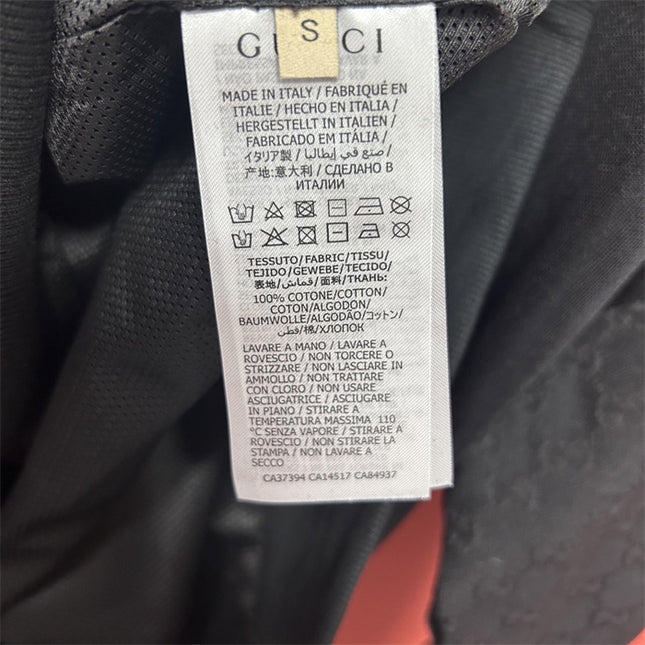 S
GUCCI
MADE IN ITALY / FABRIQUÉ EN
ITALIE / HECHO EN ITALIA /
HERGESTELLT IN ITALIEN /
FABRICADO EM ITÁLIA /
イタリア製 / صنع في إيطاليا /
产地:意大利 / СДЕЛАНО В
ИТАЛИИ
TESSUTO/FABRIC/TISSU/
TEJIDO/GEWEBE/TECIDO/
表地/قماش/面料/ТКАНЬ:
100% COTONE/COTTON/
COTON/ALGODON/
BAUMWOLLE/ALGODÃO/コットン/
قطن/棉/ХЛОПОК
LAVARE A MANO / LAVARE A
ROVESCIO / NON TORCERE O
STRIZZARE / NON LASCIARE IN
AMMOLLO / NON TRATTARE
CON CLORO / NON USARE
ASCIUGATRICE / ASCIUGARE
IN PIANO / STIRARE A
TEMPERATURA MASSIMA 110
°C SENZA VAPORE / STIRARE A
ROVESCIO / NON STIRARE LA
STAMPA / NON LAVARE A
SECCO
CA37394 CA14517 CA84937